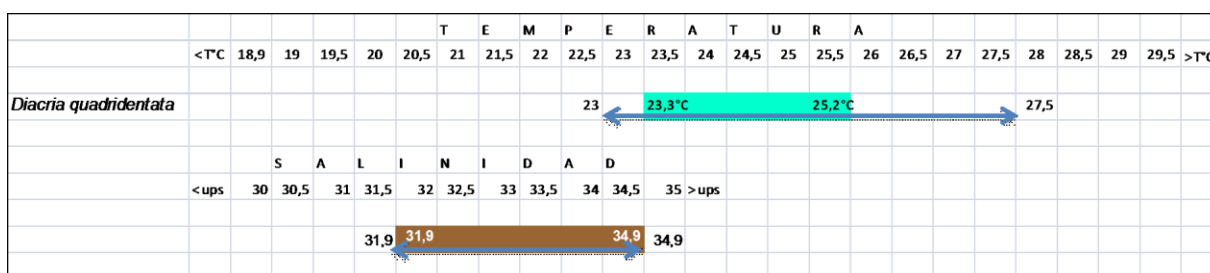 T E M P E R A T U R A
<T°C 18,9 19 19,5 20 20,5 21 21,5 22 22,5 23 23,5 24 24,5 25 25,5 26 26,5 27 27,5 28 28,5 29 29,5 >T°C
Diacria quadridentata 23 23,3°C 25,2°C 27,5
S A L I N I D A D
<ups 30 30,5 31 31,5 32 32,5 33 33,5 34 34,5 35 >ups
31,9 31,9 34,9 34,9